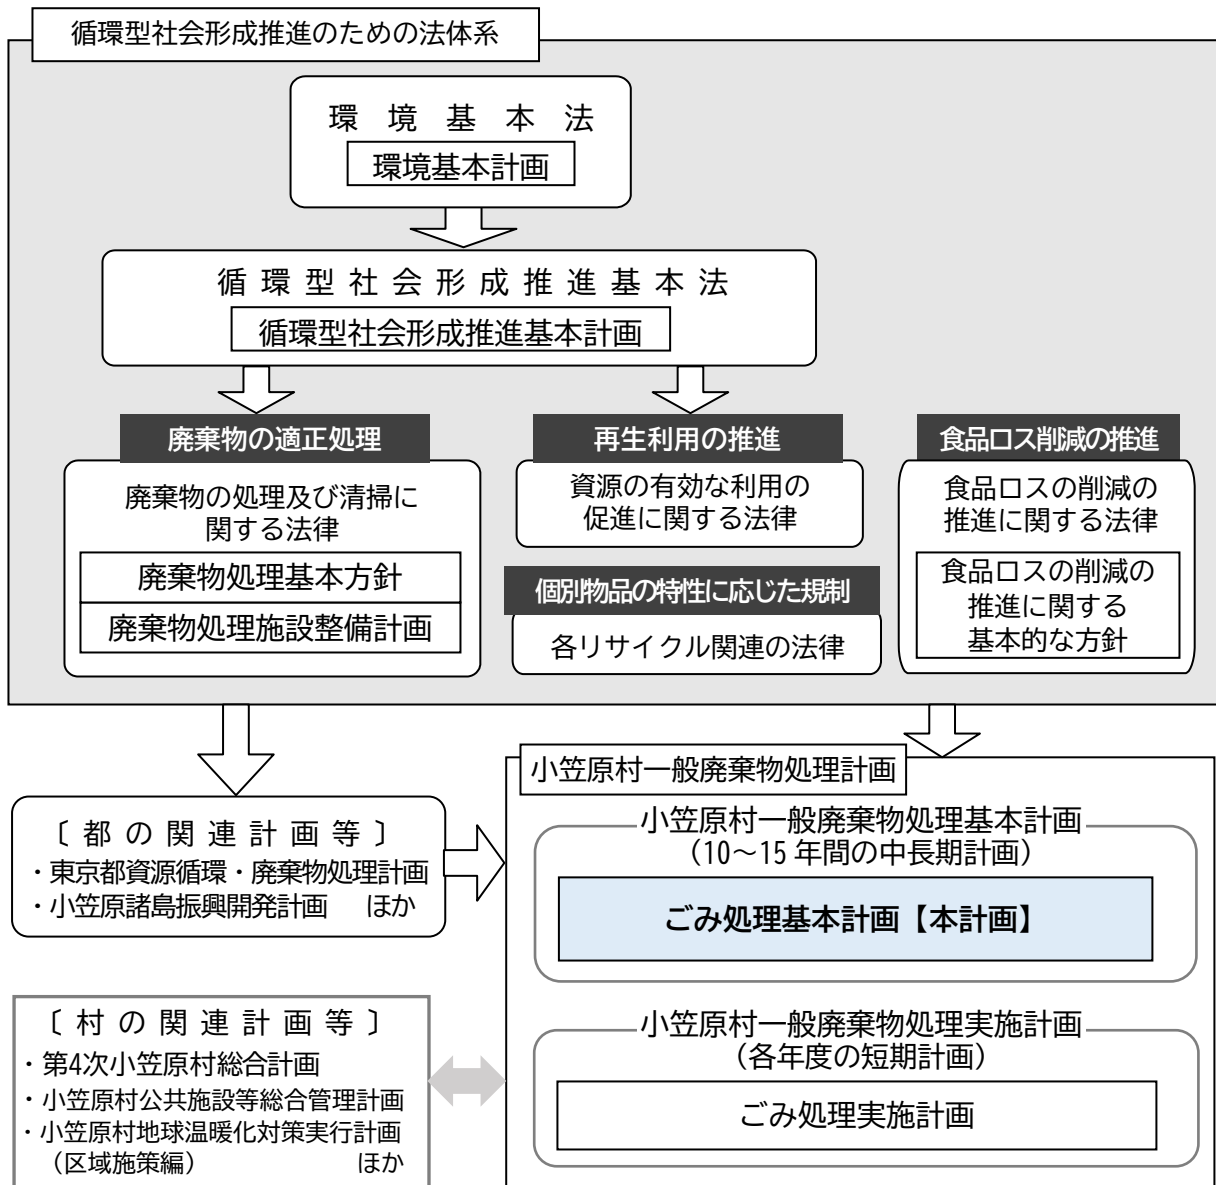 循環型社会形成推進のための法体系
環境基本法
環境基本計画
循環型社会形成推進基本法
循環型社会形成推進基本計画
廃棄物の適正処理
廃棄物の処理及び清掃に
関する法律
廃棄物処理基本方針
廃棄物処理施設整備計画
再生利用の推進
資源の有効な利用の
促進に関する法律
個別物品の特性に応じた規制
各リサイクル関連の法律
食品ロス削減の推進
食品ロスの削減の
推進に関する法律
食品ロスの削減の
推進に関する
基本的な方針
〔都の関連計画等〕
・東京都資源循環・廃棄物処理計画
・小笠原諸島振興開発計画 ほか
〔村の関連計画等〕
・第4次小笠原村総合計画
・小笠原村公共施設等総合管理計画
・小笠原村地球温暖化対策実行計画
（区域施策編） ほか
小笠原村一般廃棄物処理計画
小笠原村一般廃棄物処理基本計画
（10～15 年間の中長期計画）
ごみ処理基本計画【本計画】
小笠原村一般廃棄物処理実施計画
（各年度の短期計画）
ごみ処理実施計画